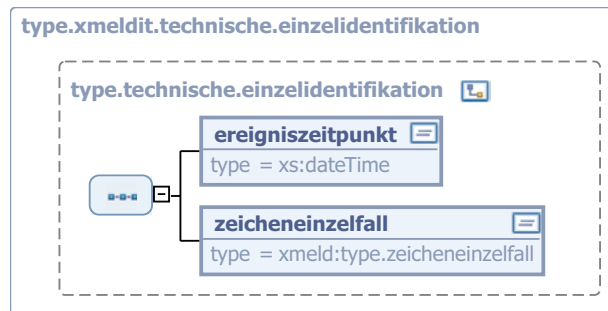 type.xmeldit.technische.einzelidentifikation
type.technische.einzelidentifikation
ereigniszeitpunkt
type = xs:dateTime
zeicheneinzelfall
type = xmeld:type.zeicheneinzelfall